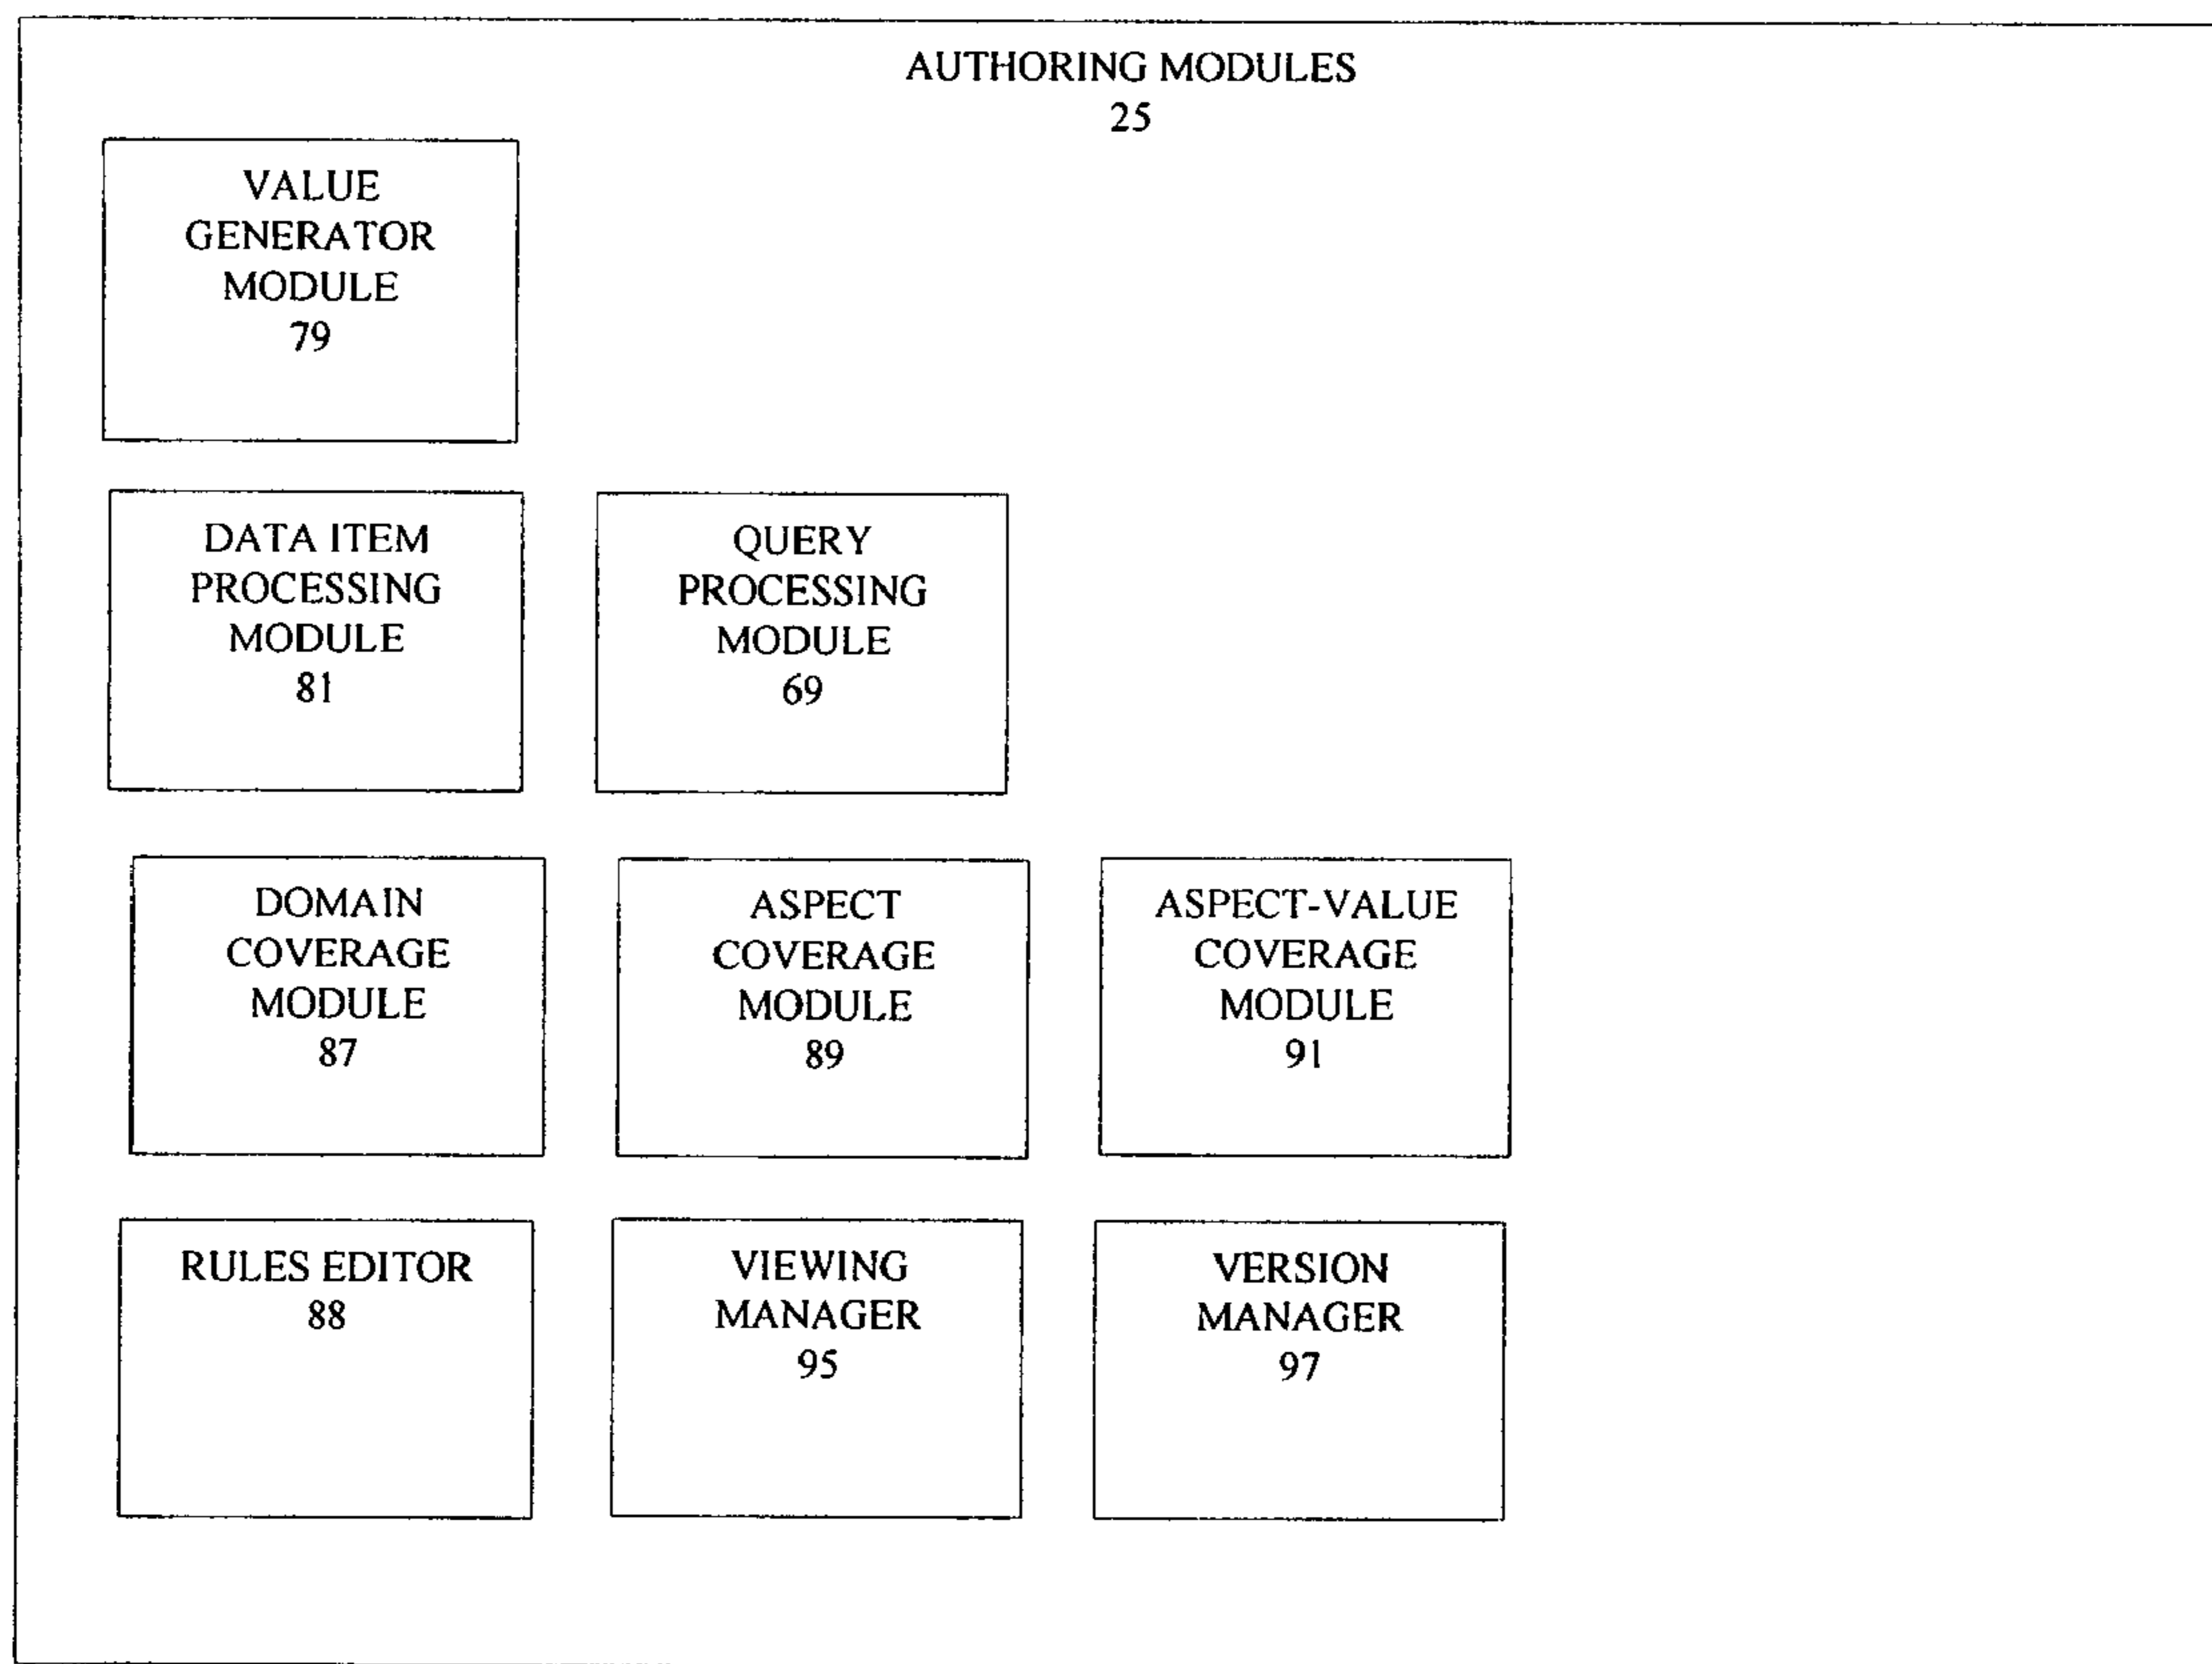 AUTHORING MODULES
25
VALUE
GENERATOR
MODULE
79
DATA ITEM
PROCESSING
MODULE
81
QUERY
PROCESSING
MODULE
69
DOMAIN
COVERAGE
MODULE
87
ASPECT
COVERAGE
MODULE
89
ASPECT-VALUE
COVERAGE
MODULE
91
RULES EDITOR
88
VIEWING
MANAGER
95
VERSION
MANAGER
97